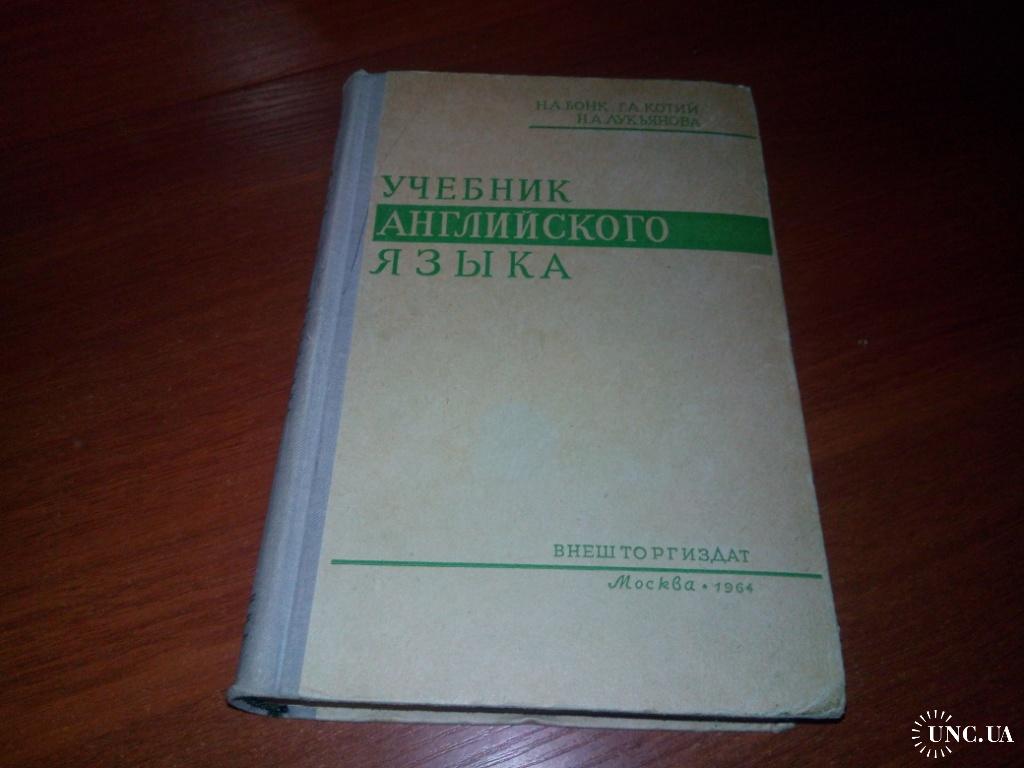 Н.А.БОНК, Г.А.КОТИЙ,
Н.А.ЛУКЬЯНОВА
УЧЕБНИК
АНГЛИЙСКОГО
ЯЗЫКА
ВНЕШТОРГИЗДАТ
Москва • 1964
UNC.UA